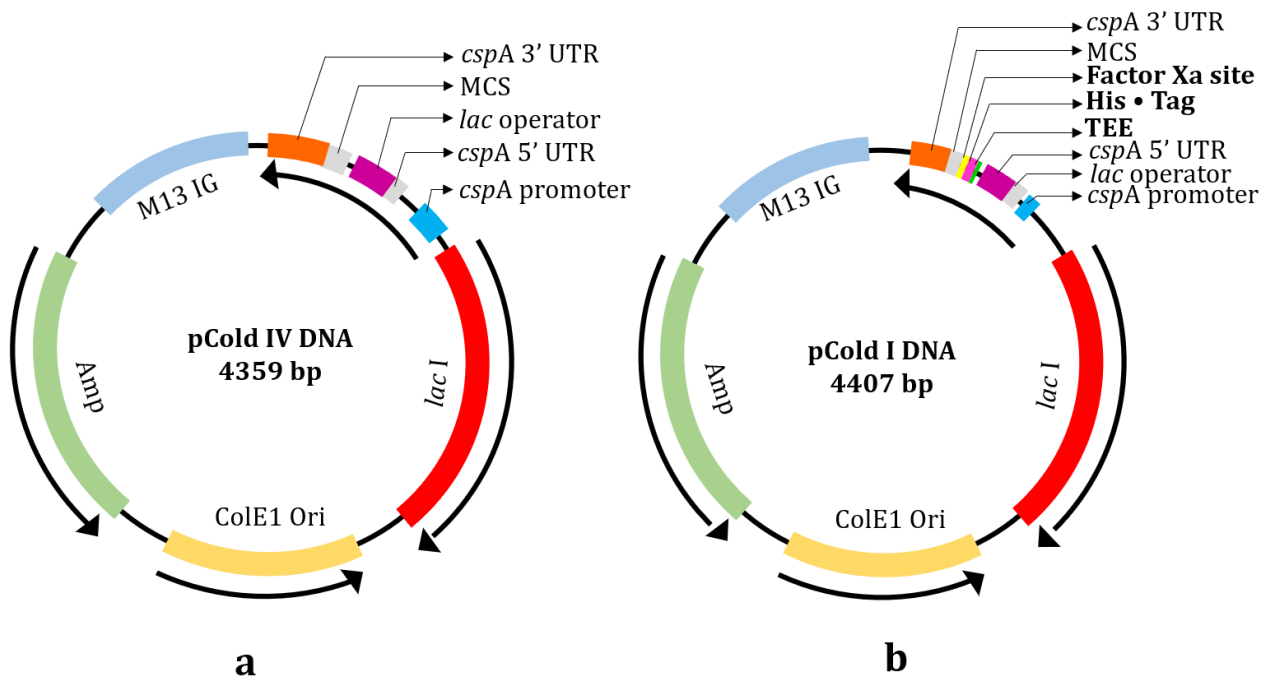 cspA 3’ UTR
MCS
lac operator
cspA 5’ UTR
cspA promoter
M13 IG
pCold IV DNA
4359 bp
Amp
lac I
ColE1 Ori
a
cspA 3’ UTR
MCS
Factor Xa site
His • Tag
TEE
cspA 5’ UTR
lac operator
cspA promoter
M13 IG
pCold I DNA
4407 bp
Amp
lac I
ColE1 Ori
b